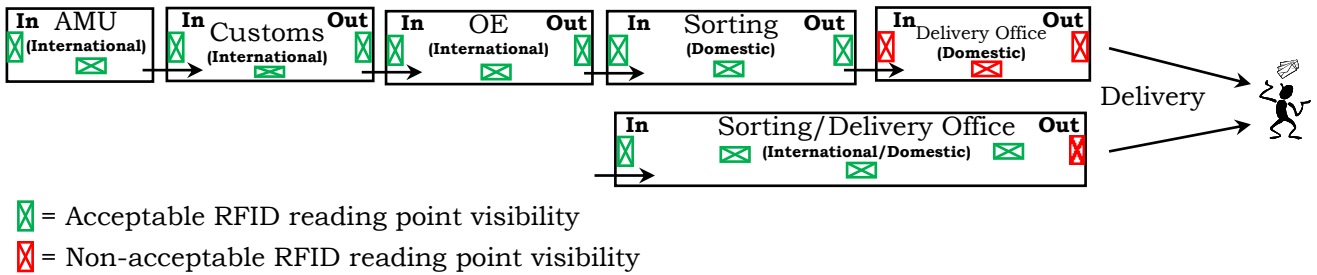 In AMU
(International)
In Customs Out
(International)
In OE Out
(International)
In Sorting Out
(Domestic)
In Delivery Office Out
(Domestic)
Delivery
In Sorting/Delivery Office Out
(International/Domestic)
= Acceptable RFID reading point visibility
= Non-acceptable RFID reading point visibility